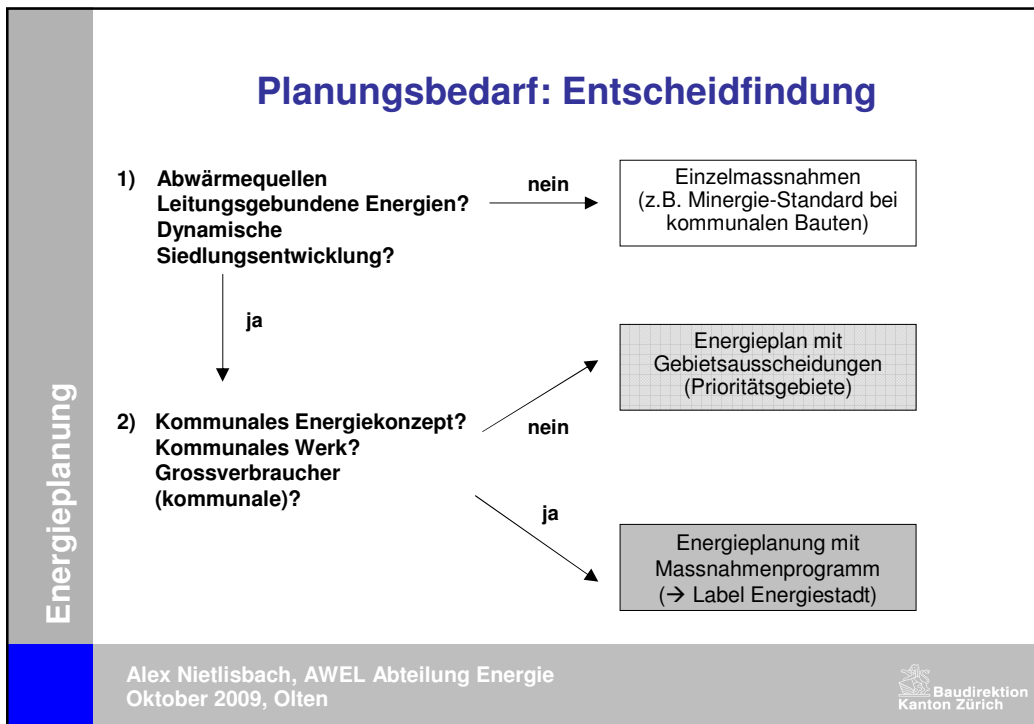 Planungsbedarf: Entscheidfindung
1) Abwärmequellen
Leitungsgebundene Energien?
Dynamische
Siedlungsentwicklung?
nein
Einzelmassnahmen
(z.B. Minergie-Standard bei
kommunalen Bauten)
ja
Energieplan mit
Gebietsausscheidungen
(Prioritätsgebiete)
2) Kommunales Energiekonzept?
Kommunales Werk?
Grossverbraucher
(kommunale)?
nein
ja
Energieplanung mit
Massnahmenprogramm
(→ Label Energiestadt)
Energieplanung
Alex Nietlisbach, AWEL Abteilung Energie
Oktober 2009, Olten
Baudirektion
Kanton Zürich